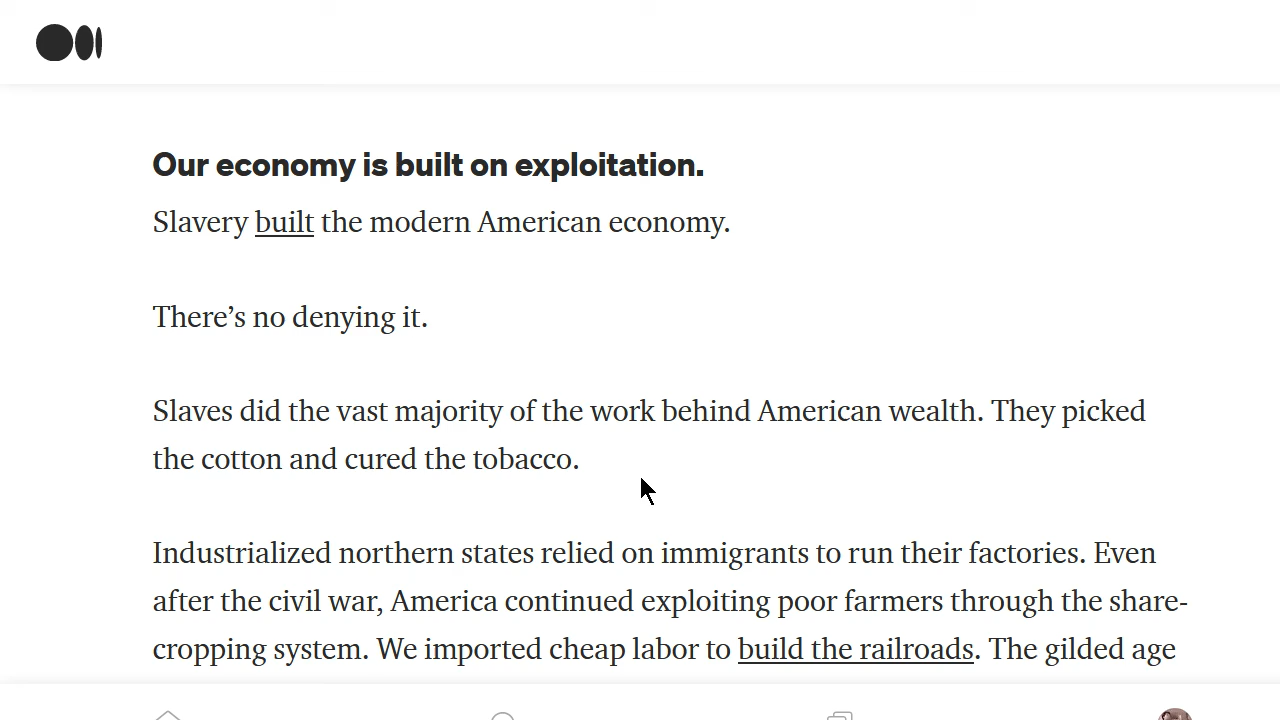 Our economy is built on exploitation.
Slavery built the modern American economy.
There’s no denying it.
Slaves did the vast majority of the work behind American wealth. They picked
the cotton and cured the tobacco.
Industrialized northern states relied on immigrants to run their factories. Even
after the civil war, America continued exploiting poor farmers through the share-
cropping system. We imported cheap labor to build the railroads. The gilded age